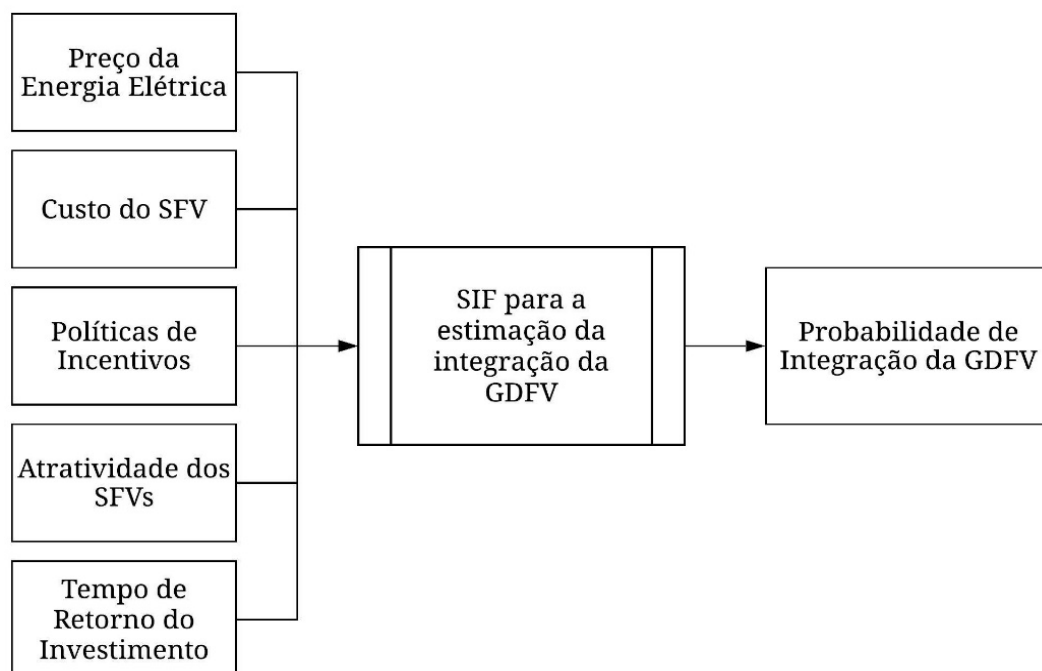 Preço da
Energia Elétrica
Custo do SFV
Políticas de
Incentivos
Atratividade dos
SFVs
Tempo de
Retorno do
Investimento
SIF para a
estimação da
integração da
GDFV
Probabilidade de
Integração da GDFV